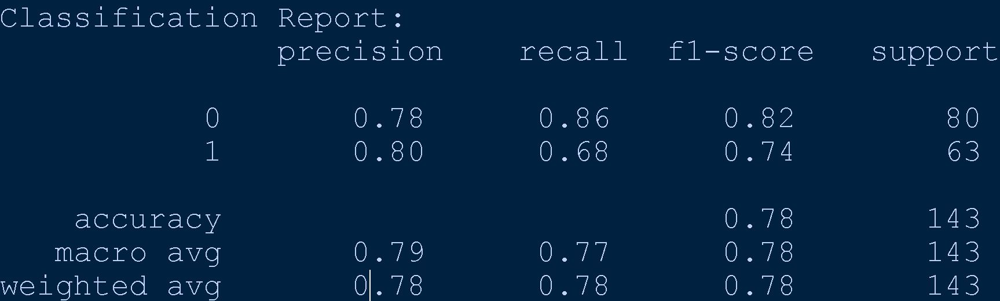 Classification Report:
precision recall f1-score support
0 0.78 0.86 0.82 80
1 0.80 0.68 0.74 63
accuracy 0.78 143
macro avg 0.79 0.77 0.78 143
weighted avg 0.78 0.78 0.78 143